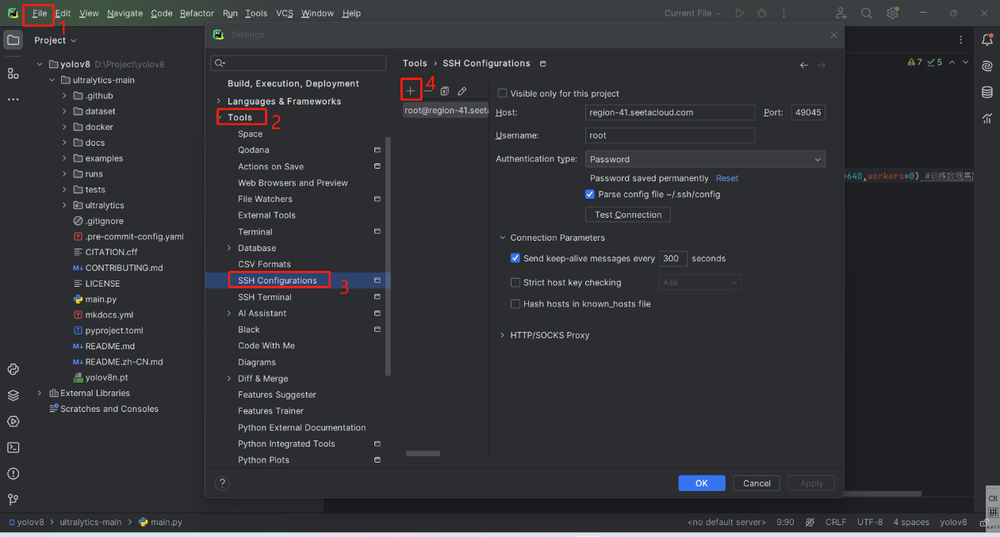 File Edit View Navigate Code Refactor Run Tools VCS Window Help Current File
1
Project
yolov8 D:\Project\yolov8
ultralytics-main
.github
dataset
docker
docs
examples
runs
tests
ultralytics
.gitignore
.pre-commit-config.yaml
CITATION.cff
CONTRIBUTING.md
LICENSE
main.py
mkdocs.yml
pyproject.toml
README.md
README.zh-CN.md
yolov8n.pt
External Libraries
Scratches and Consoles
Settings
Build, Execution, Deployment
Languages & Frameworks
Tools 2
Space
Qodana
Actions on Save
Web Browsers and Preview
File Watchers
External Tools
Terminal
Database
CSV Formats
SSH Configurations 3
SSH Terminal
AI Assistant
Black
Code With Me
Diagrams
Diff & Merge
Features Suggester
Features Trainer
Python External Documentation
Python Integrated Tools
Python Plots
Tools › SSH Configurations
4
root@region-41.seeta
Visible only for this project
Host: region-41.seetacloud.com Port: 49045
Username: root
Authentication type: Password
Password saved permanently Reset
Parse config file ~/.ssh/config
Test Connection
Connection Parameters
Send keep-alive messages every 300 seconds
Strict host key checking Ask
Hash hosts in known_hosts file
HTTP/SOCKS Proxy
? OK Cancel Apply
7 5
=640,workers=0) #训练数据集
CH
拼
yolov8 > ultralytics-main > main.py <no default server> 9:90 CRLF UTF-8 4 spaces yolov8